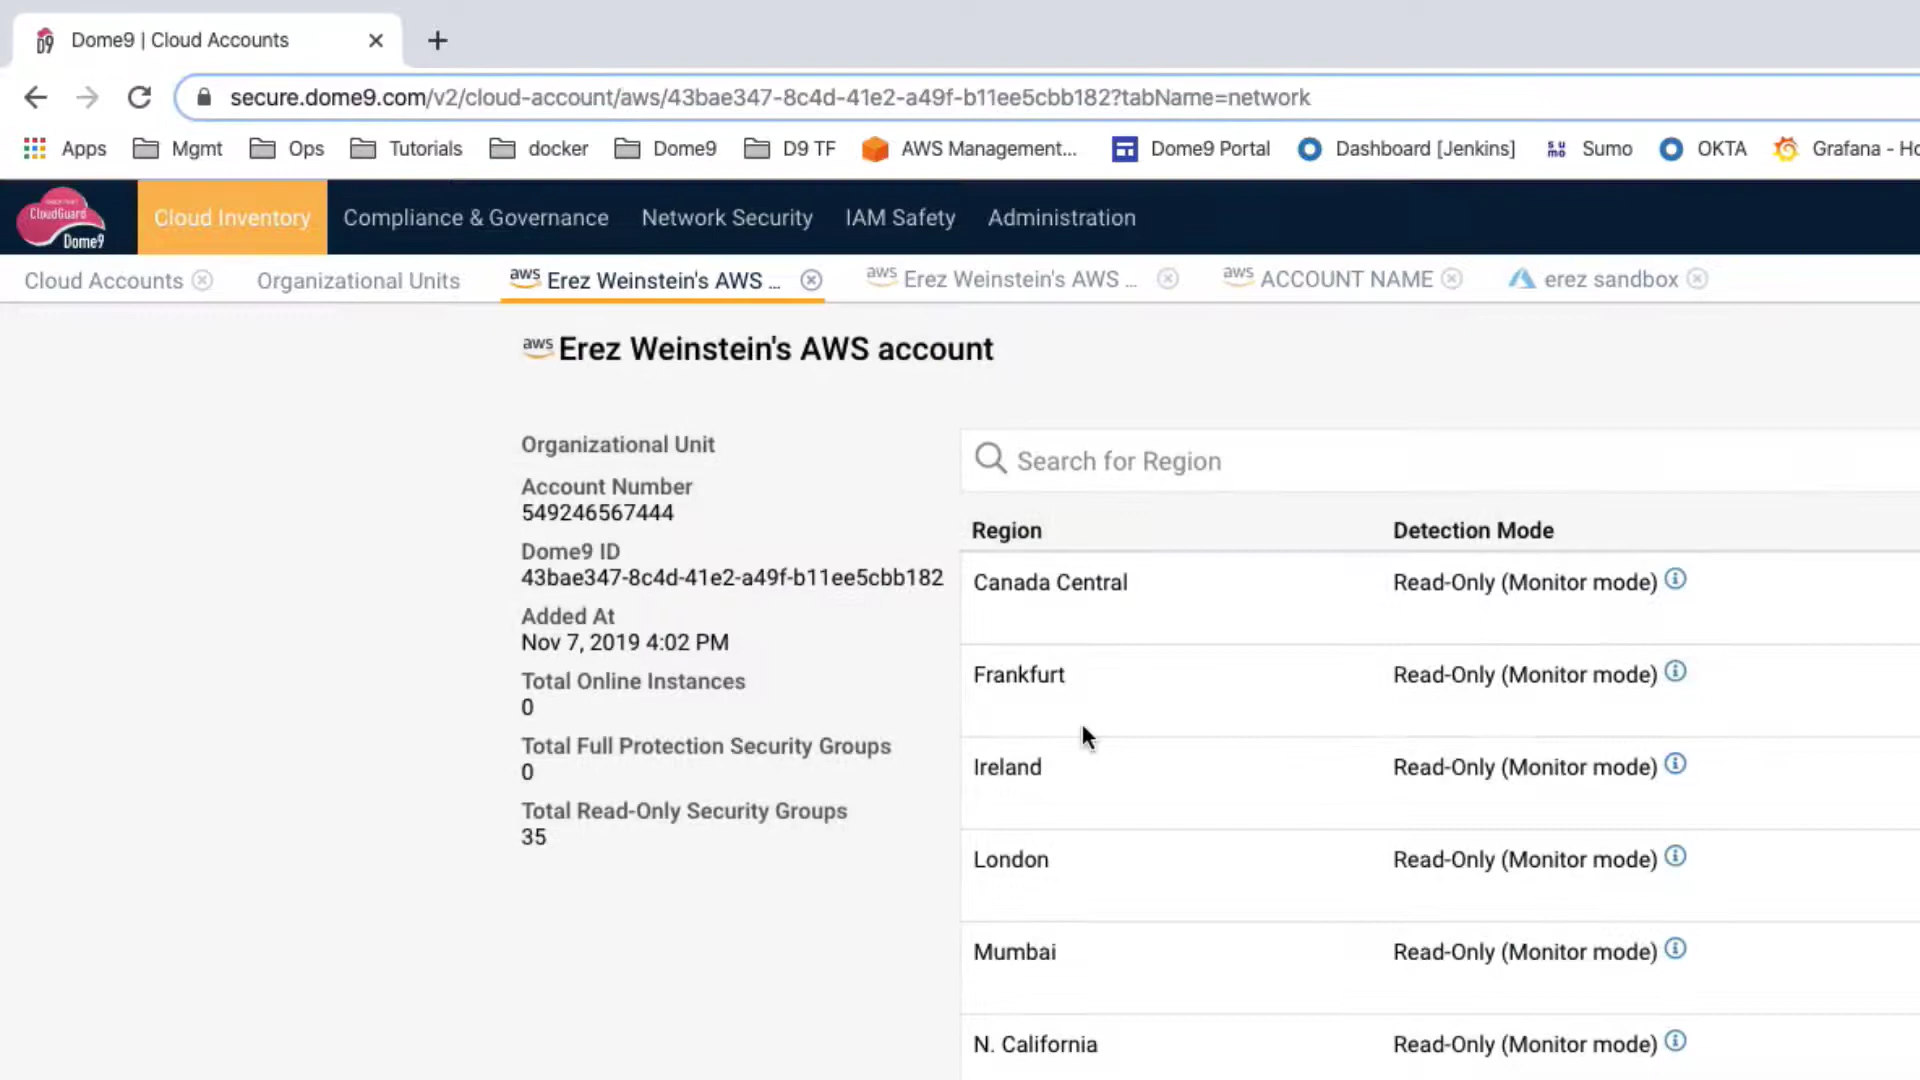 Dome9 | Cloud Accounts
secure.dome9.com/v2/cloud-account/aws/43bae347-8c4d-41e2-a49f-b11ee5cbb182?tabName=network
Apps Mgmt Ops Tutorials docker Dome9 D9 TF AWS Management... Dome9 Portal Dashboard [Jenkins] Sumo OKTA Grafana - Ho
CloudGuard
Dome9
Cloud Inventory Compliance & Governance Network Security IAM Safety Administration
Cloud Accounts Organizational Units aws Erez Weinstein's AWS ... aws Erez Weinstein's AWS ... aws ACCOUNT NAME erez sandbox
aws Erez Weinstein's AWS account
Organizational Unit
Account Number
549246567444
Dome9 ID
43bae347-8c4d-41e2-a49f-b11ee5cbb182
Added At
Nov 7, 2019 4:02 PM
Total Online Instances
0
Total Full Protection Security Groups
0
Total Read-Only Security Groups
35
Search for Region
Region Detection Mode
Canada Central Read-Only (Monitor mode)
Frankfurt Read-Only (Monitor mode)
Ireland Read-Only (Monitor mode)
London Read-Only (Monitor mode)
Mumbai Read-Only (Monitor mode)
N. California Read-Only (Monitor mode)